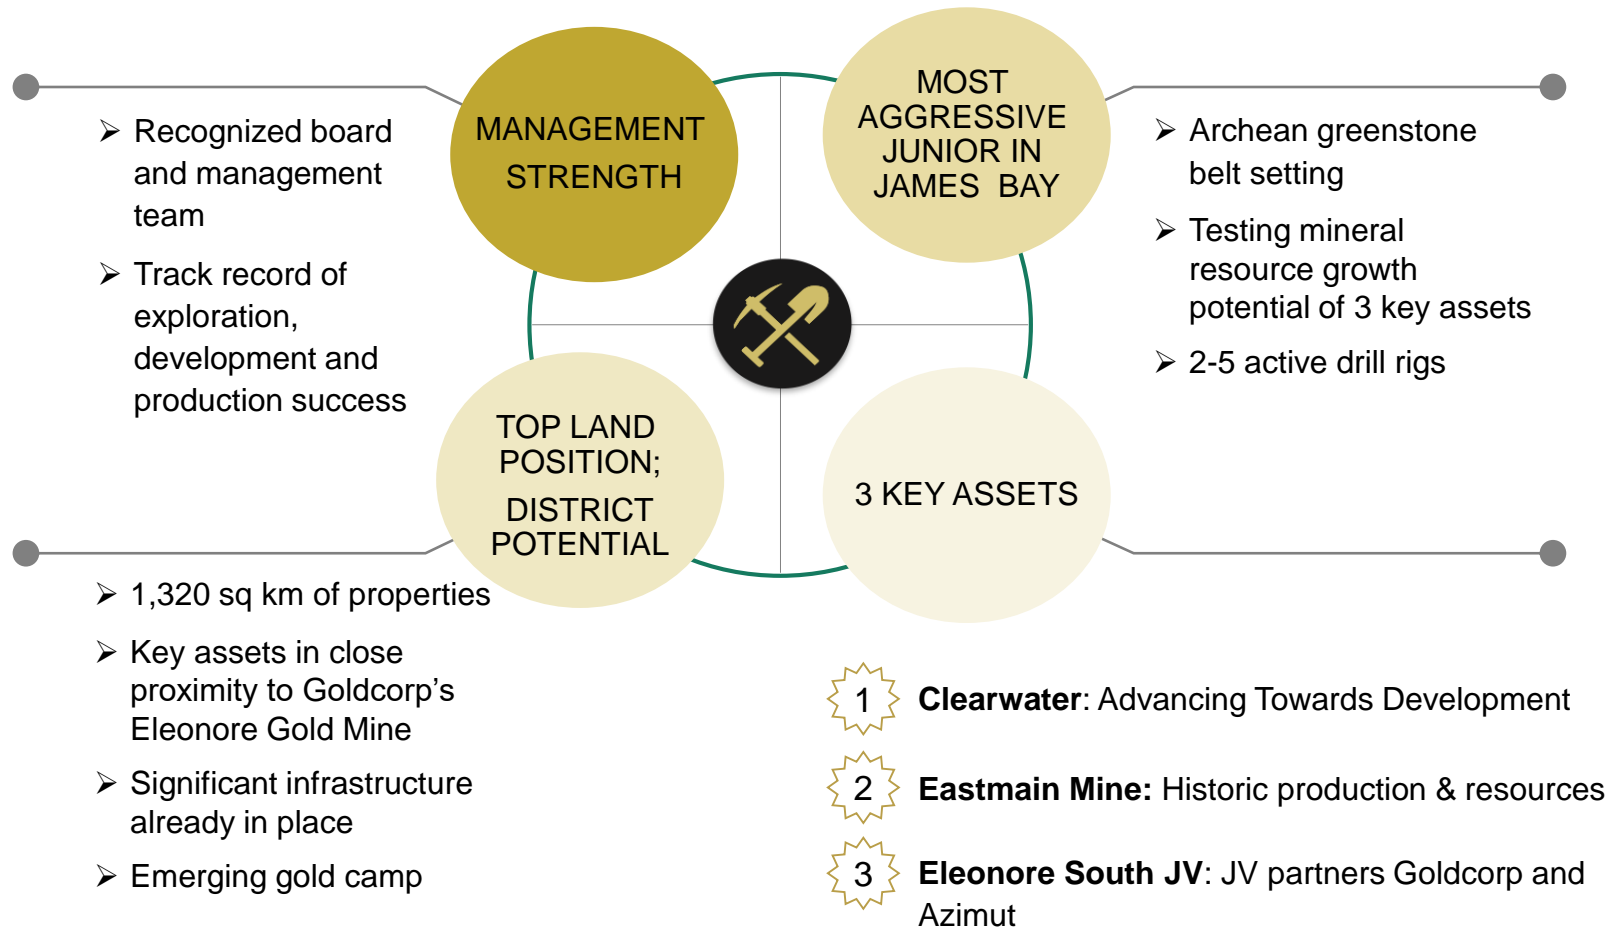 MANAGEMENT
STRENGTH
➢ Recognized board
and management
team
➢ Track record of
exploration,
development and
production success
MOST
AGGRESSIVE
JUNIOR IN
JAMES BAY
➢ Archean greenstone
belt setting
➢ Testing mineral
resource growth
potential of 3 key assets
➢ 2-5 active drill rigs
TOP LAND
POSITION;
DISTRICT
POTENTIAL
➢ 1,320 sq km of properties
➢ Key assets in close
proximity to Goldcorp’s
Eleonore Gold Mine
➢ Significant infrastructure
already in place
➢ Emerging gold camp
3 KEY ASSETS
1 Clearwater: Advancing Towards Development
2 Eastmain Mine: Historic production & resources
3 Eleonore South JV: JV partners Goldcorp and
Azimut